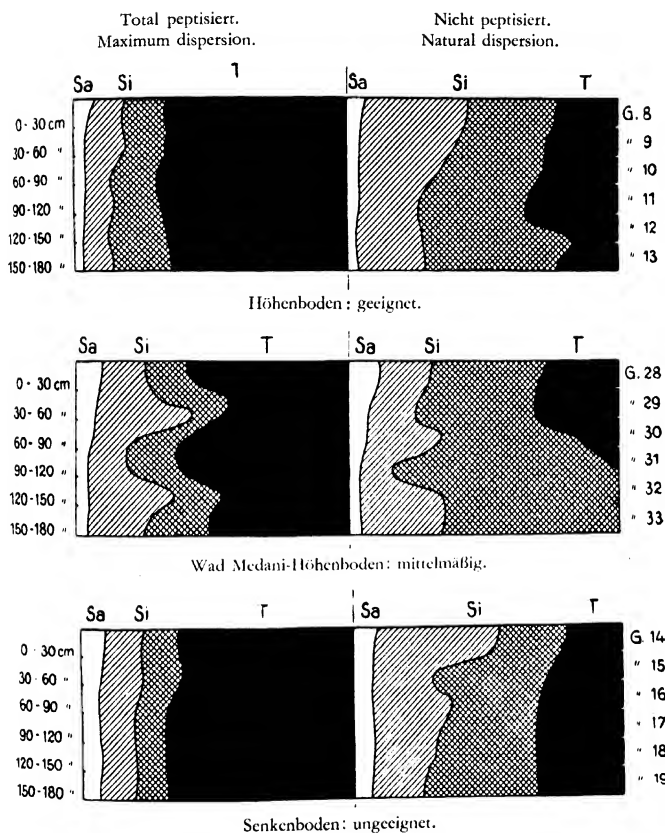 Total peptisiert. Nicht peptisiert.
Maximum dispersion. Natural dispersion.
Sa Si T Sa Si T
0-30 cm G. 8
30-60 " " 9
60-90 " " 10
90-120 " " 11
120-150 " " 12
150-180 " " 13
Höhenboden: geeignet.
Sa Si T Sa Si T
0-30 cm G. 28
30-60 " " 29
60-90 " " 30
90-120 " " 31
120-150 " " 32
150-180 " " 33
Wad Medani-Höhenboden: mittelmäßig.
Sa Si T Sa Si T
0-30 cm G. 14
30-60 " " 15
60-90 " " 16
90-120 " " 17
120-150 " " 18
150-180 " " 19
Senkenboden: ungeeignet.